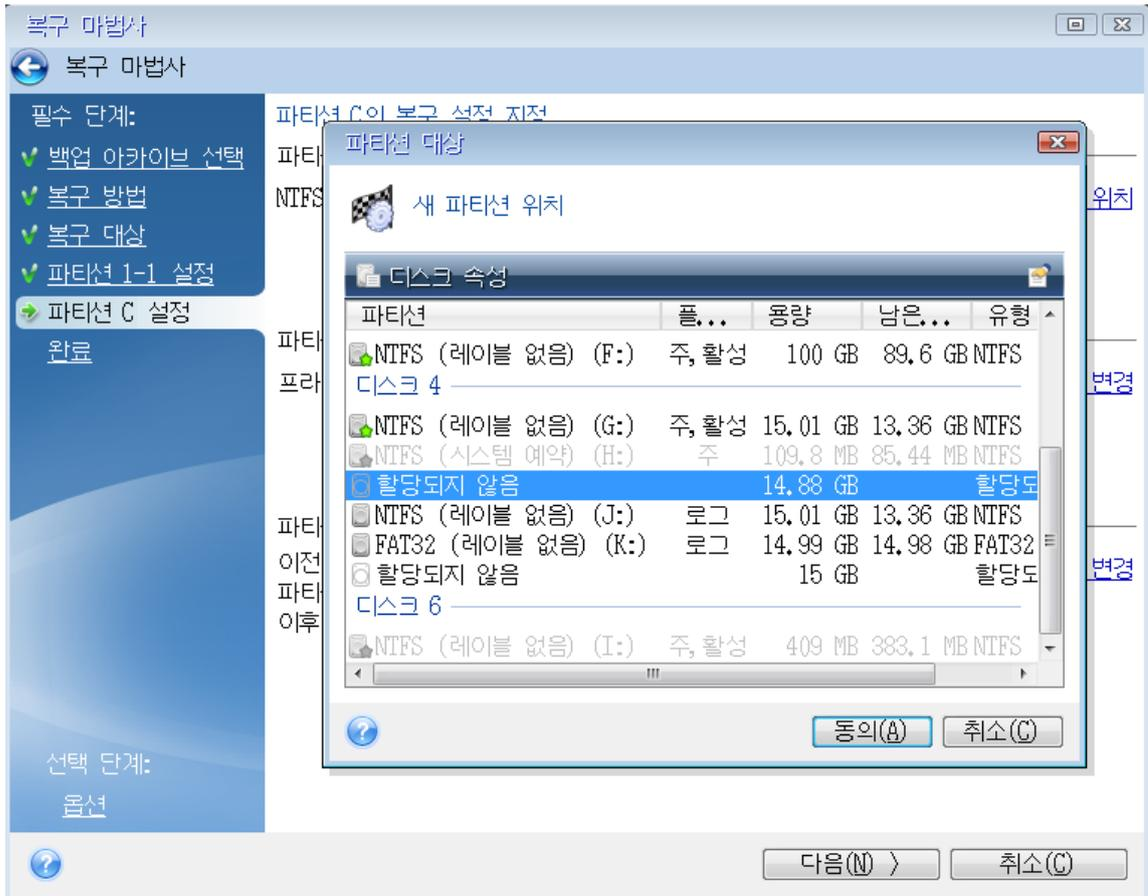 복구 마법사
복구 마법사
필수 단계:
백업 아카이브 선택
복구 방법
복구 대상
파티션 1-1 설정
파티션 C 설정
완료
선택 단계:
옵션
파티션 C의 복구 설정 지정
파티
NTFS
위치
파티
프라
변경
파티
이전
파티
이후
변경
파티션 대상
새 파티션 위치
디스크 속성
파티션 플... 용량 남은... 유형
NTFS (레이블 없음) (F:) 주,활성 100 GB 89.6 GB NTFS
디스크 4
NTFS (레이블 없음) (G:) 주,활성 15.01 GB 13.36 GB NTFS
NTFS (시스템 예약) (H:) 주 109.8 MB 85.44 MB NTFS
할당되지 않음 14.88 GB 할당되
NTFS (레이블 없음) (J:) 로그 15.01 GB 13.36 GB NTFS
FAT32 (레이블 없음) (K:) 로그 14.99 GB 14.98 GB FAT32
할당되지 않음 15 GB 할당되
디스크 6
NTFS (레이블 없음) (I:) 주,활성 409 MB 383.1 MB NTFS
동의(A) 취소(C)
다음(N) > 취소(C)